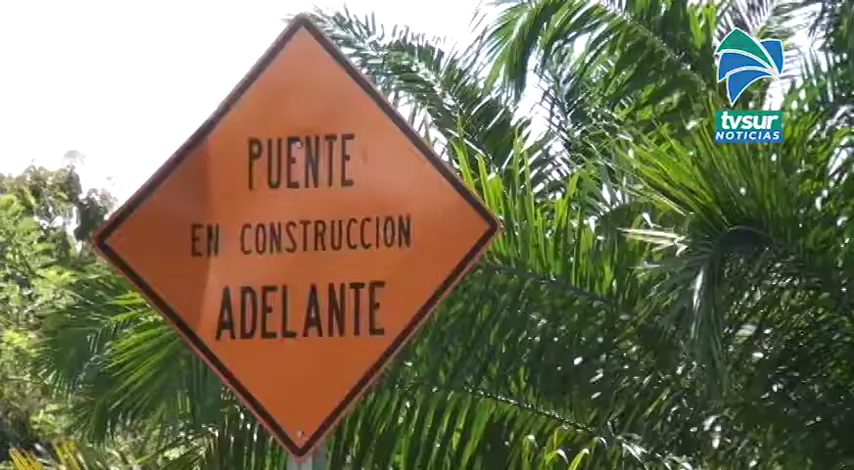 PUENTE
EN CONSTRUCCION
ADELANTE
tvsur
NOTICIAS